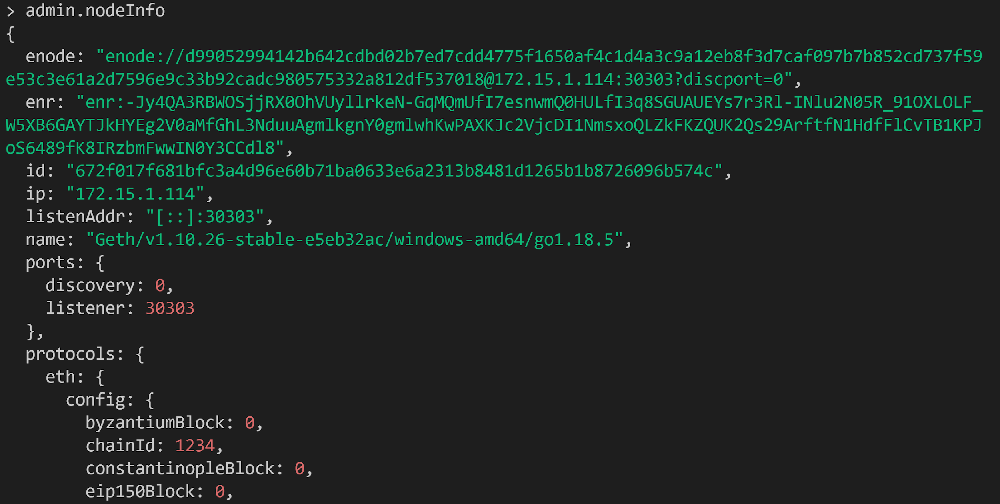 > admin.nodeInfo
{
  enode: "enode://d99052994142b642cdbd02b7ed7cdd4775f1650af4c1d4a3c9a12eb8f3d7caf097b7b852cd737f59
e53c3e61a2d7596e9c33b92cadc980575332a812df537018@172.15.1.114:30303?discport=0",
  enr: "enr:-Jy4QA3RBWOSjjRX0OhVUyllrkeN-GqMQmUfI7esnwmQ0HULfI3q8SGUAUEYs7r3Rl-INlu2N05R_91OXLOLF_
W5XB6GAYTJkHYEg2V0aMfGhL3NduuAgmlkgnY0gmlwhKwPAXKJc2VjcDI1NmsxoQLZkFKZQUK2Qs29ArftfN1HdfFlCvTB1KPJ
oS6489fK8IRzbmFwwIN0Y3CCdl8",
  id: "672f017f681bfc3a4d96e60b71ba0633e6a2313b8481d1265b1b8726096b574c",
  ip: "172.15.1.114",
  listenAddr: "[::]:30303",
  name: "Geth/v1.10.26-stable-e5eb32ac/windows-amd64/go1.18.5",
  ports: {
    discovery: 0,
    listener: 30303
  },
  protocols: {
    eth: {
      config: {
        byzantiumBlock: 0,
        chainId: 1234,
        constantinopleBlock: 0,
        eip150Block: 0,